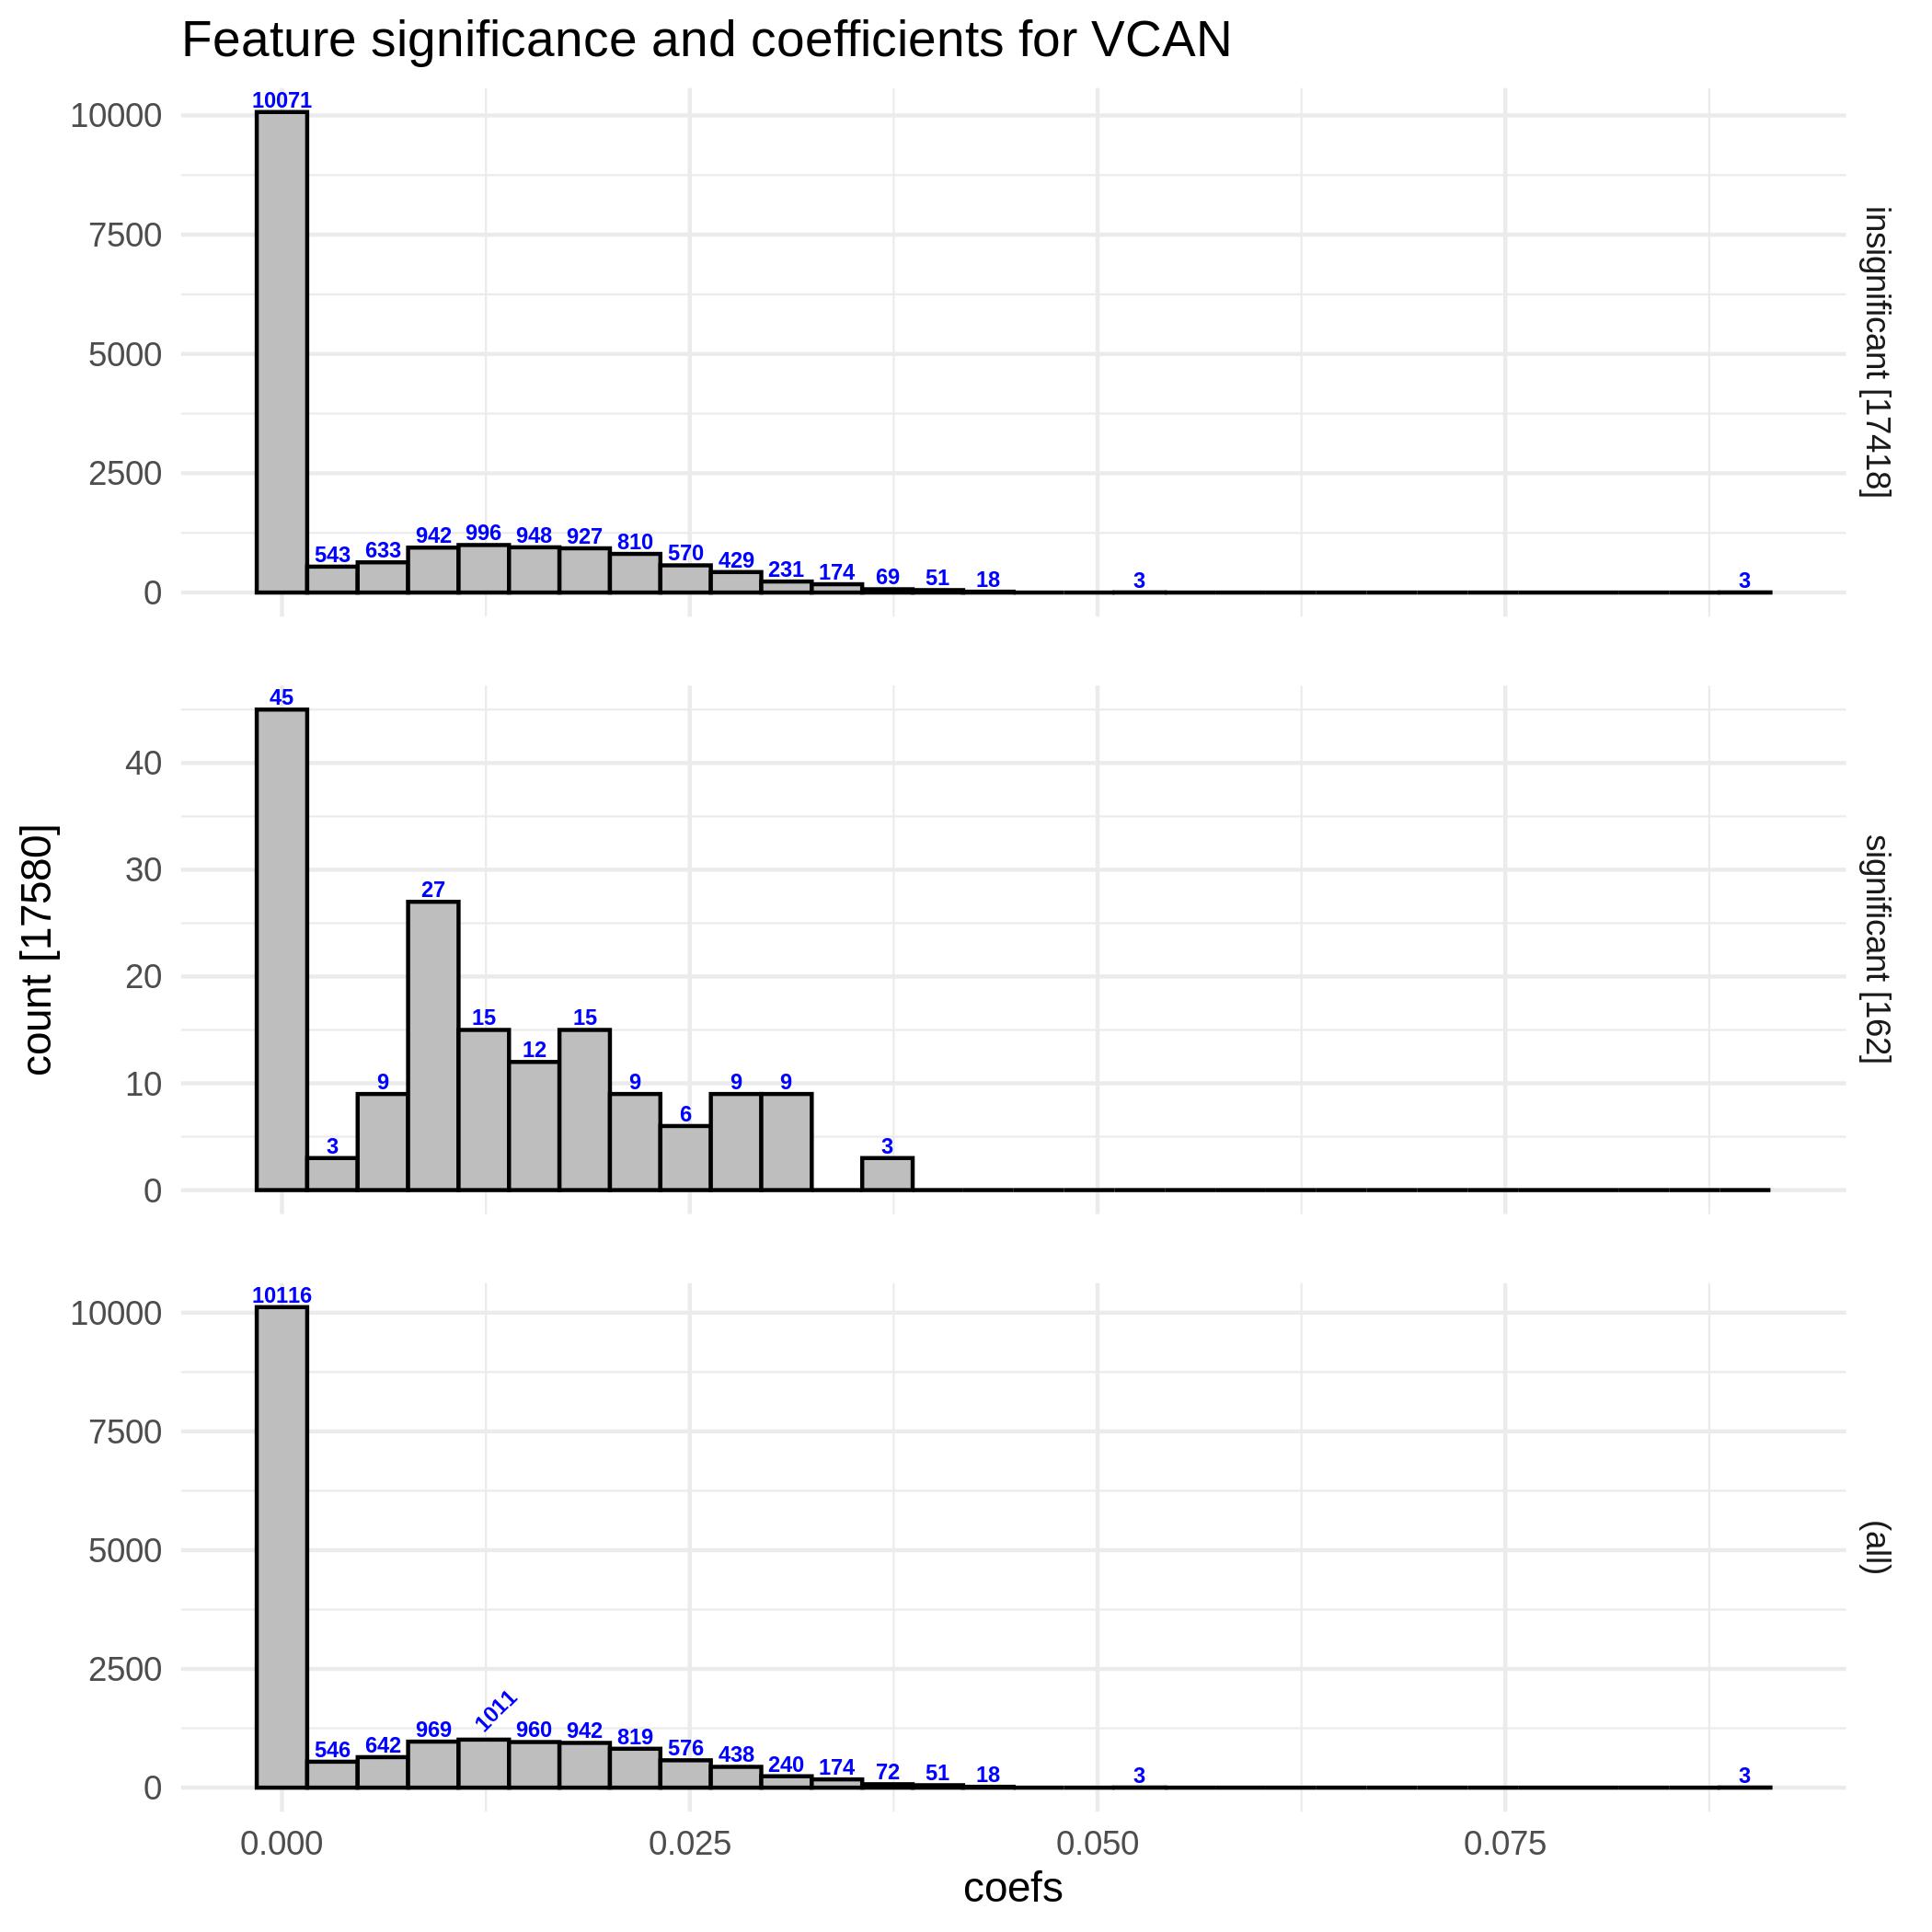 Feature significance and coefficients for VCAN
10000
7500
5000
2500
0
10071
543 633 942 996 948 927 810 570 429 231 174 69 51 18 3 3
insignificant [17418]
count [17580]
40
30
20
10
0
45 3 9 27 15 12 15 9 6 9 9 3
significant [162]
10000
7500
5000
2500
0
10116
546 642 969 1011 960 942 819 576 438 240 174 72 51 18 3 3
(all)
0.000 0.025 0.050 0.075
coefs